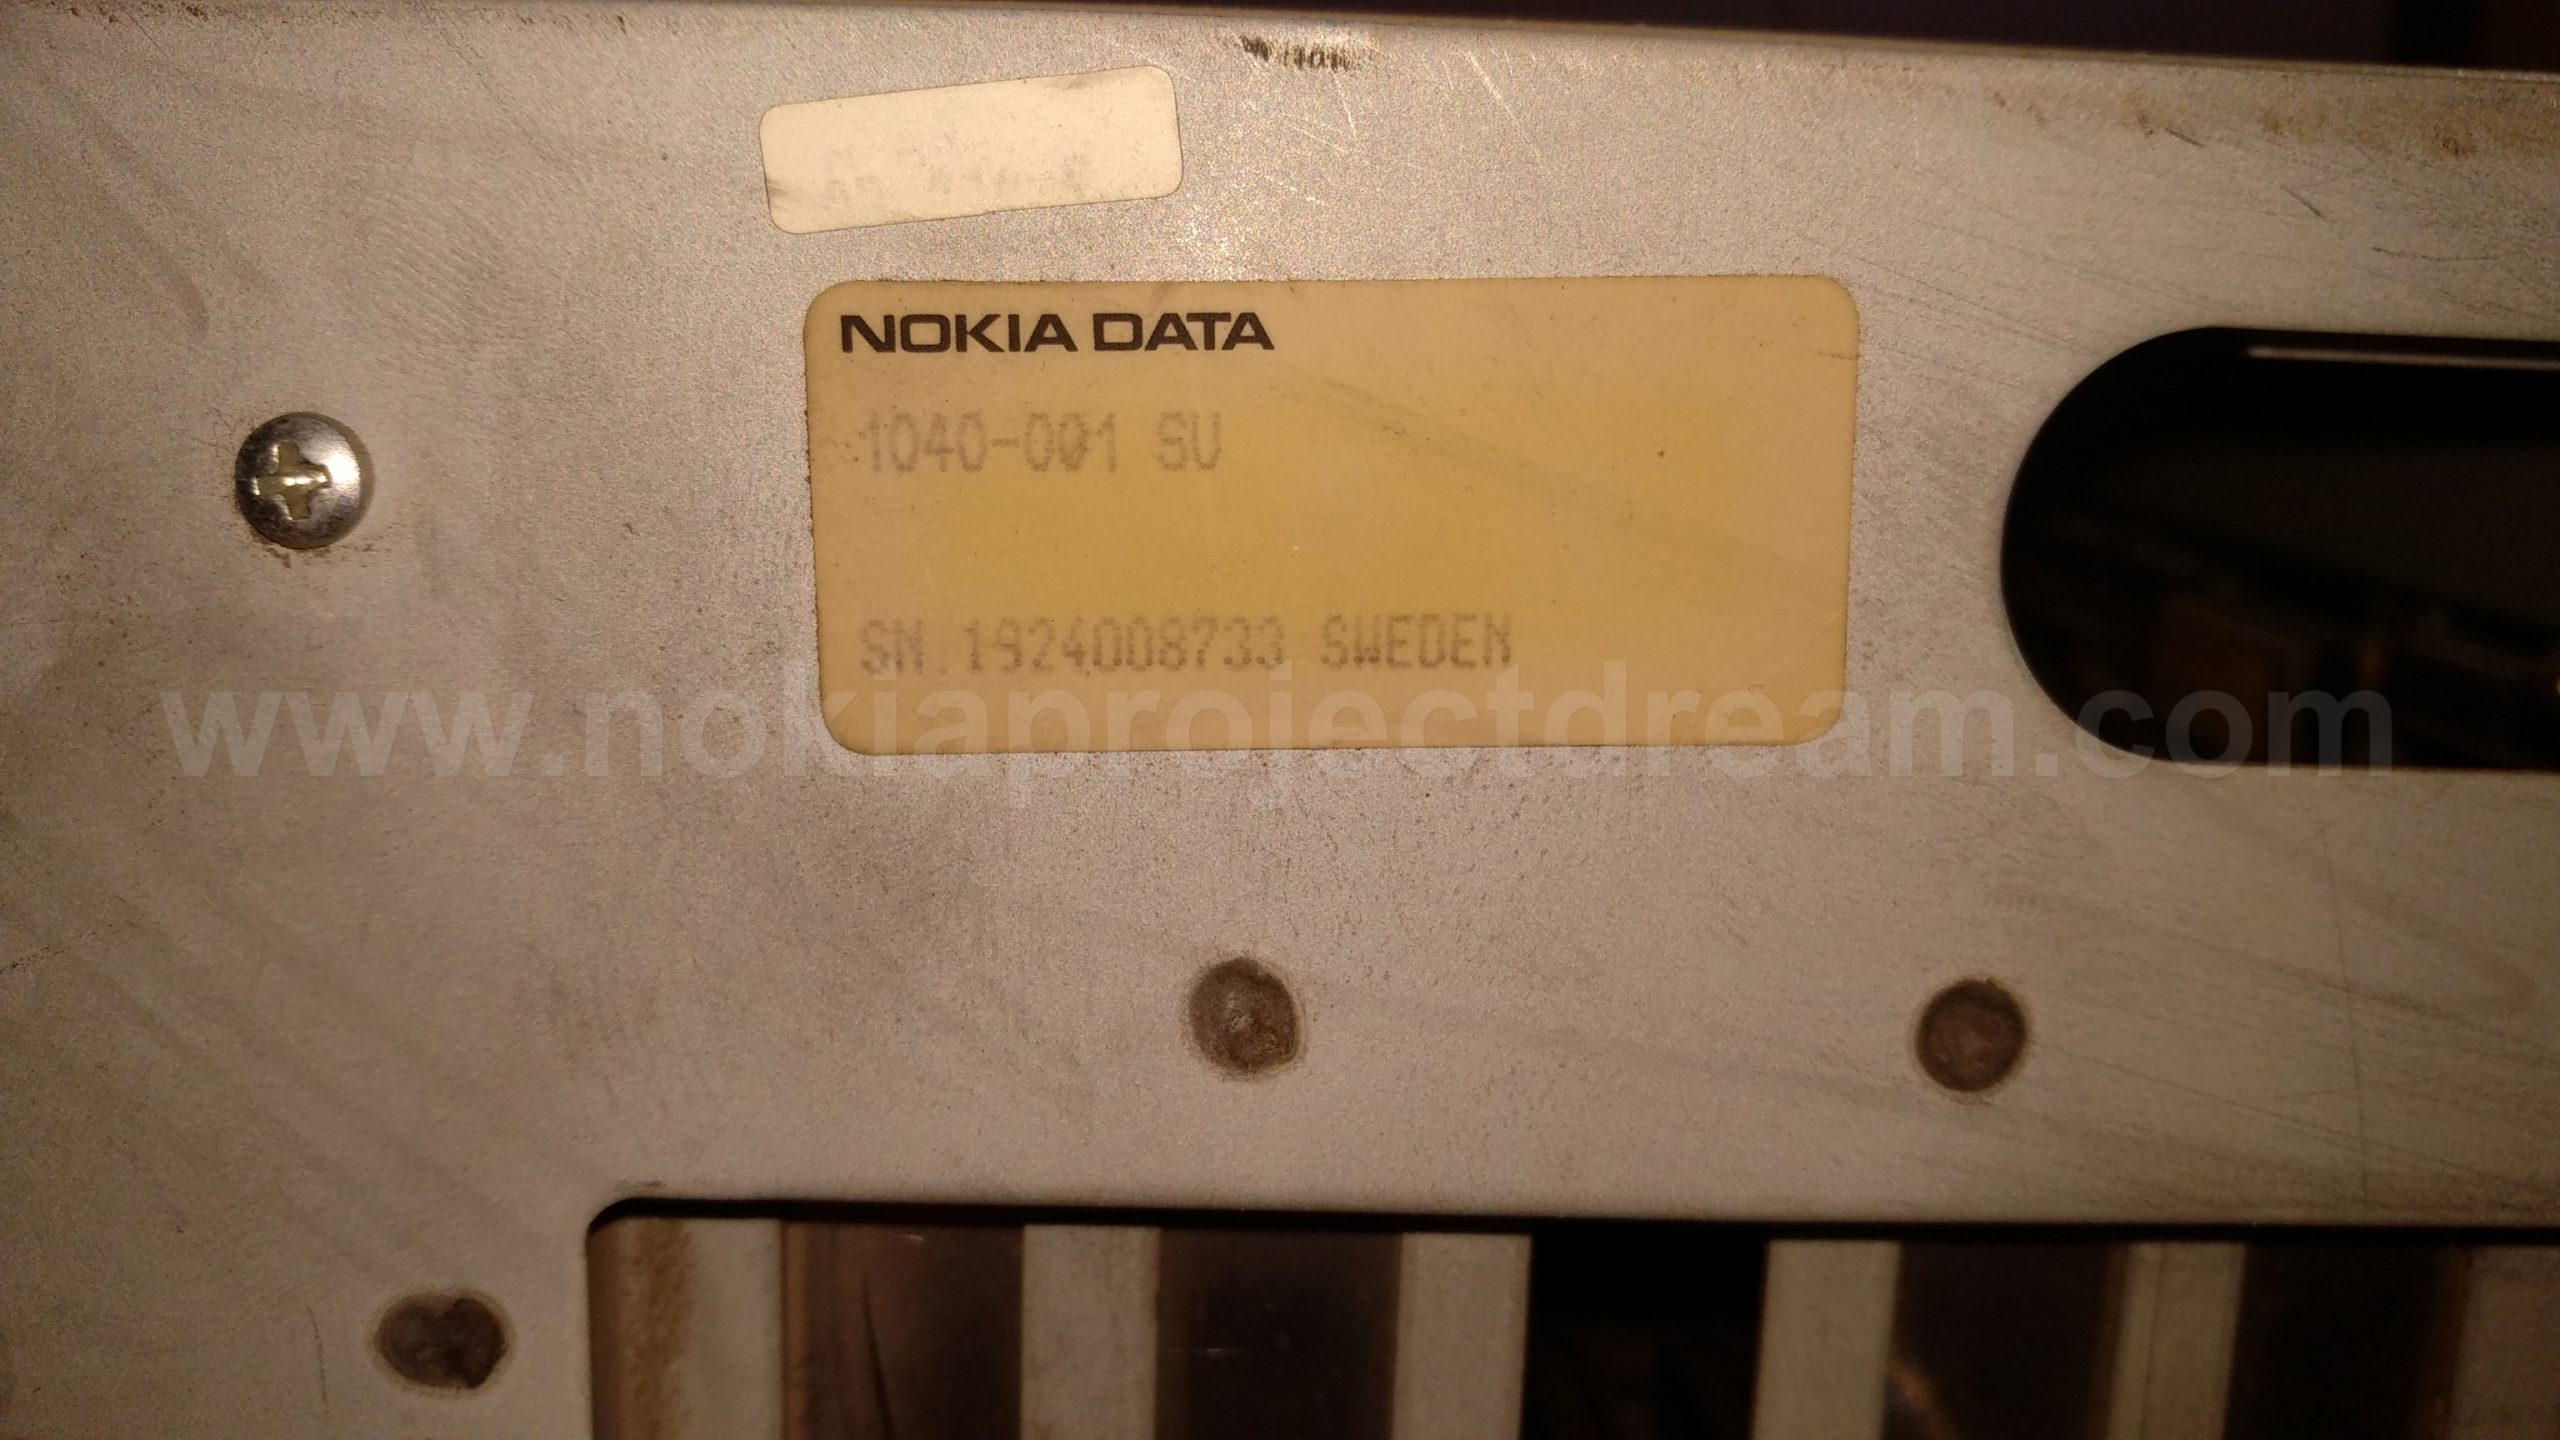 NOKIA DATA
1040-001 SU
SN.1924008733 SWEDEN
www.nokiaprojectdream.com